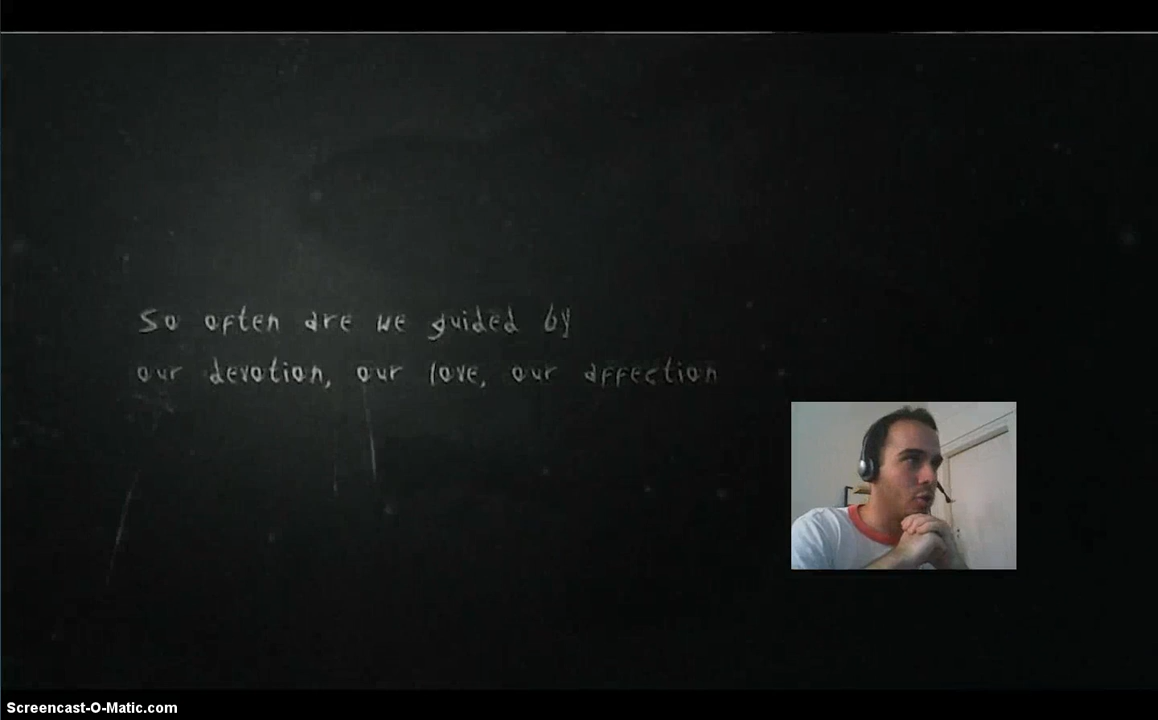 So often are we guided by
our devotion, our love, our affection
Screencast-O-Matic.com